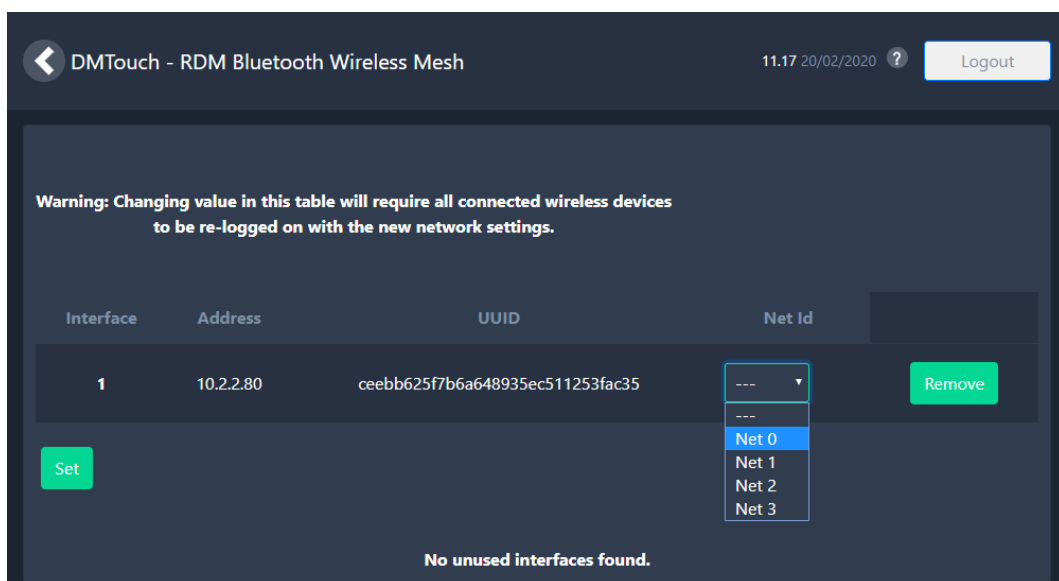 DMTouch - RDM Bluetooth Wireless Mesh
11.17 20/02/2020 ? Logout
Warning: Changing value in this table will require all connected wireless devices
to be re-logged on with the new network settings.
Interface Address UUID Net Id
1 10.2.2.80 ceebb625f7b6a648935ec511253fac35 --- Remove
---
Net 0
Net 1
Net 2
Net 3
Set
No unused interfaces found.